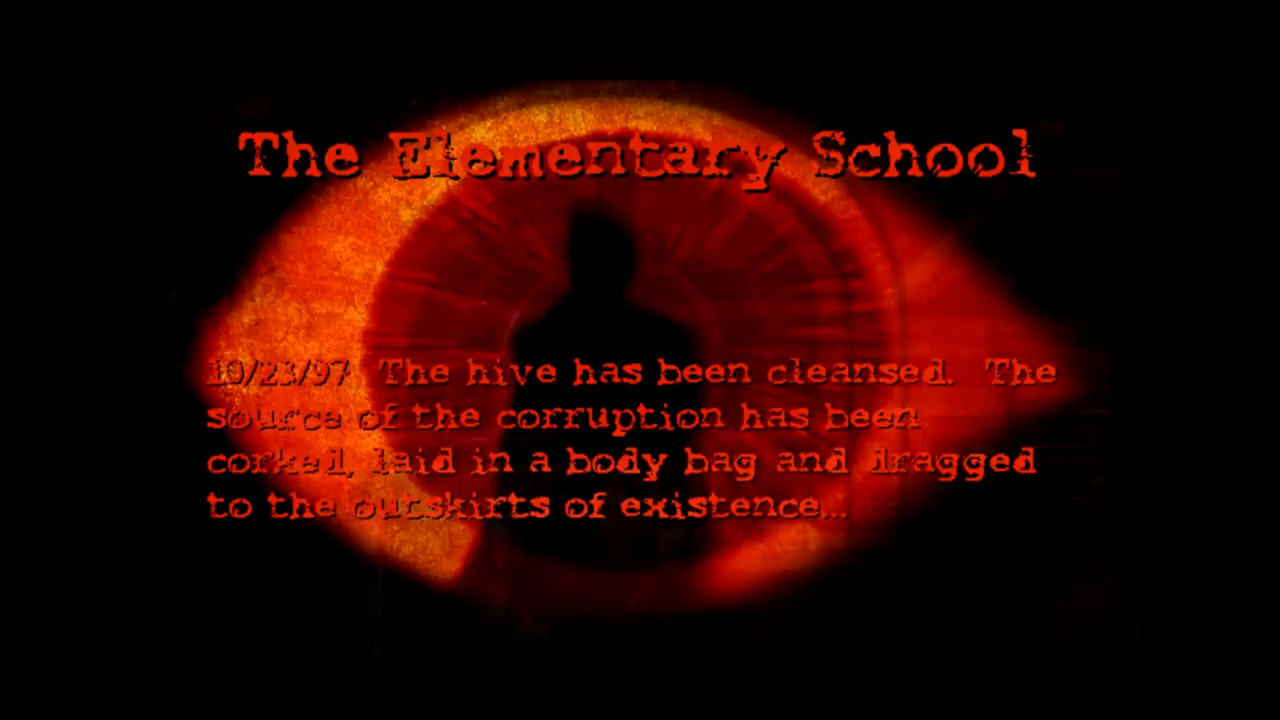 The Elementary School
10/23/97 The hive has been cleansed. The
source of the corruption has been
corked, laid in a body bag and dragged
to the outskirts of existence...